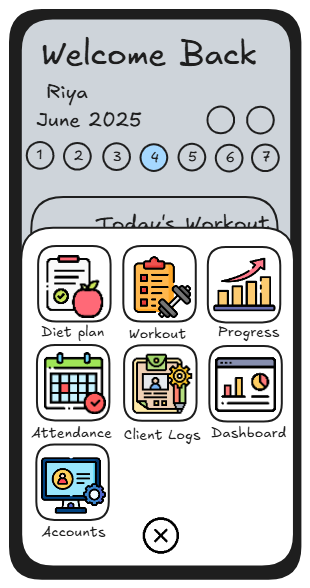 Welcome Back
Riya
June 2025
1 2 3 4 5 6 7
Today's Workout
Diet plan Workout Progress
Attendance Client Logs Dashboard
Accounts